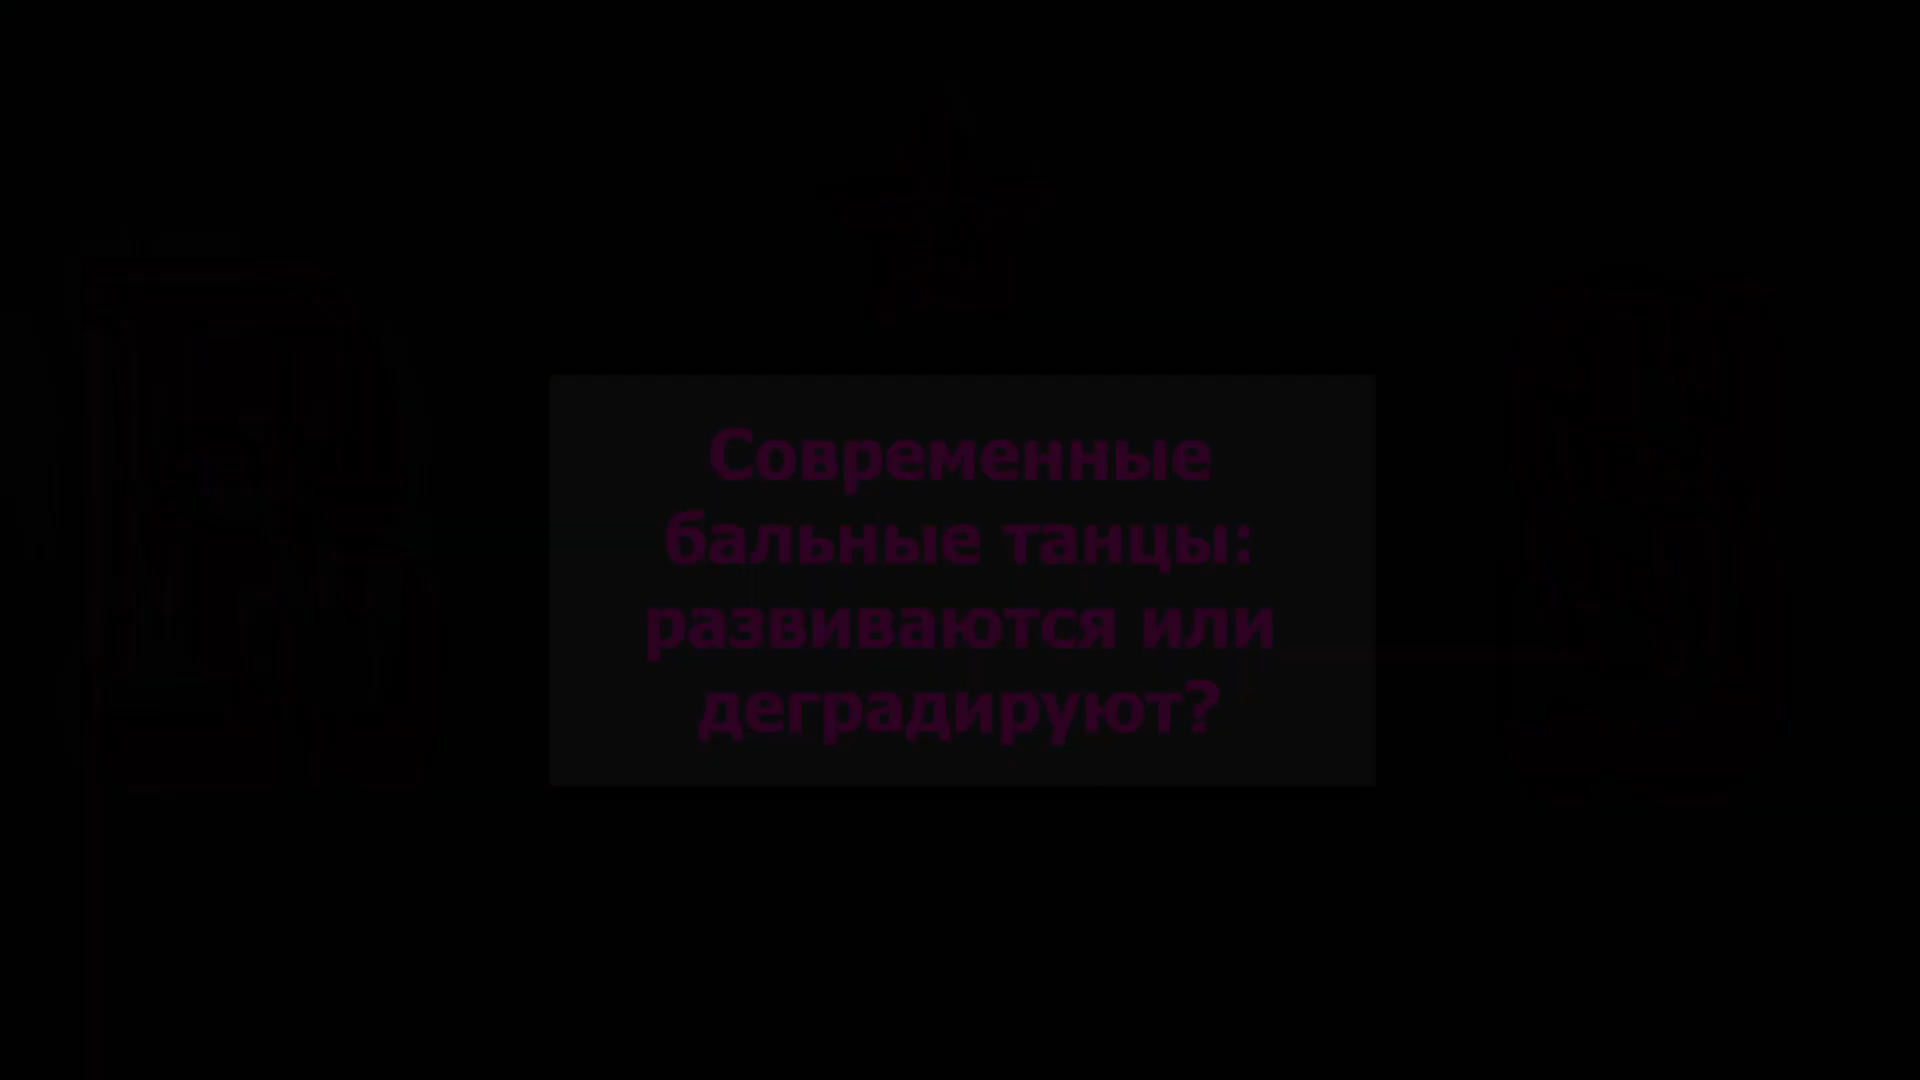 Современные
бальные танцы:
развиваются или
деградируют?